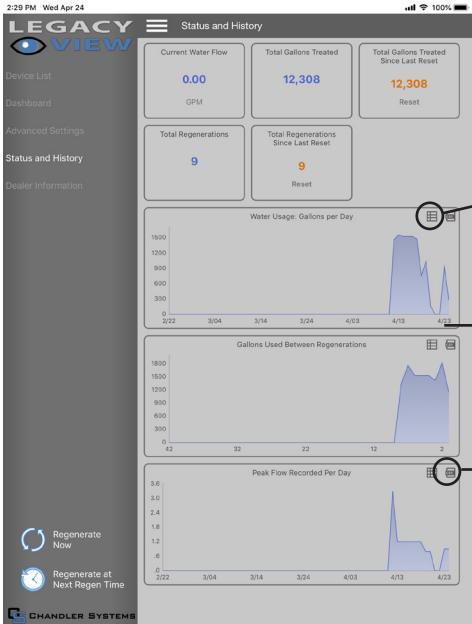 2:29 PM Wed Apr 24
100%
LEGACY
VIEW
Status and History
Device List
Dashboard
Advanced Settings
Status and History
Dealer Information
Current Water Flow
0.00
GPM
Total Gallons Treated
12,308
Total Gallons Treated
Since Last Reset
12,308
Reset
Total Regenerations
9
Total Regenerations
Since Last Reset
9
Reset
Water Usage: Gallons per Day
1500
1200
900
600
300
0
2/22 3/04 3/14 3/24 4/03 4/13 4/23
Gallons Used Between Regenerations
1800
1500
1200
900
600
300
0
42 32 22 12 2
Peak Flow Recorded Per Day
3.6
3.0
2.4
1.8
1.2
.6
.0
2/22 3/04 3/14 3/24 4/03 4/13 4/23
Regenerate
Now
Regenerate at
Next Regen Time
CHANDLER SYSTEMS